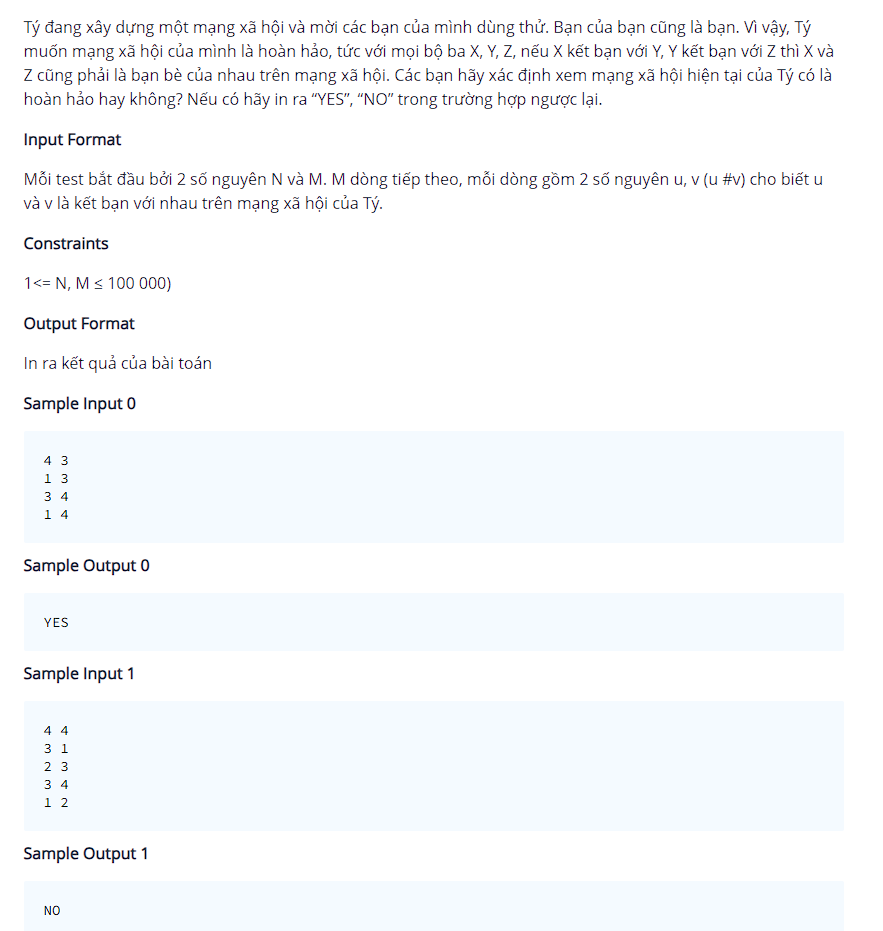 Tý đang xây dựng một mạng xã hội và mời các bạn của mình dùng thử. Bạn của bạn cũng là bạn. Vì vậy, Tý
muốn mạng xã hội của mình là hoàn hảo, tức với mọi bộ ba X, Y, Z, nếu X kết bạn với Y, Y kết bạn với Z thì X và
Z cũng phải là bạn bè của nhau trên mạng xã hội. Các bạn hãy xác định xem mạng xã hội hiện tại của Tý có là
hoàn hảo hay không? Nếu có hãy in ra “YES”, “NO” trong trường hợp ngược lại.
Input Format
Mỗi test bắt đầu bởi 2 số nguyên N và M. M dòng tiếp theo, mỗi dòng gồm 2 số nguyên u, v (u #v) cho biết u
và v là kết bạn với nhau trên mạng xã hội của Tý.
Constraints
1<= N, M ≤ 100 000)
Output Format
In ra kết quả của bài toán
Sample Input 0
4 3
1 3
3 4
1 4
Sample Output 0
YES
Sample Input 1
4 4
3 1
2 3
3 4
1 2
Sample Output 1
NO